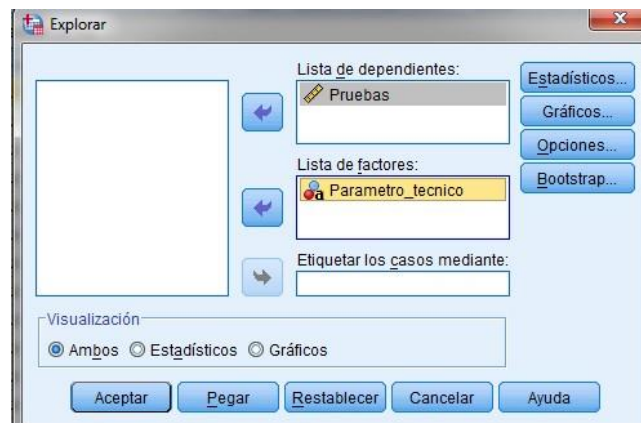 Explorar
Lista de dependientes:
Pruebas
Lista de factores:
Parametro_tecnico
Etiquetar los casos mediante:
Estadísticos...
Gráficos...
Opciones...
Bootstrap...
Visualización
Ambos Estadísticos Gráficos
Aceptar Pegar Restablecer Cancelar Ayuda